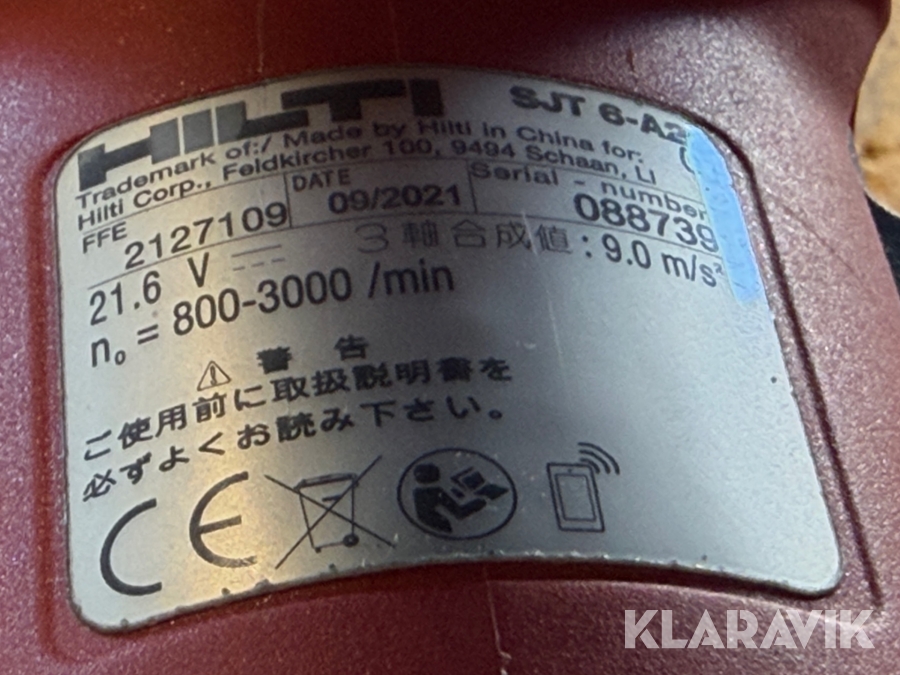 HILTI SJT 6-A2
Trademark of:/ Made by Hilti in China for:
Hilti Corp., Feldkircher 100, 9494 Schaan, LI
FFE DATE Serial - number
2127109 09/2021 088739
21.6 V 3軸合成値:9.0 m/s²
n₀ = 800-3000 /min
警告
ご使用前に取扱説明書を
必ずよくお読み下さい。
CE
KLARAVIK